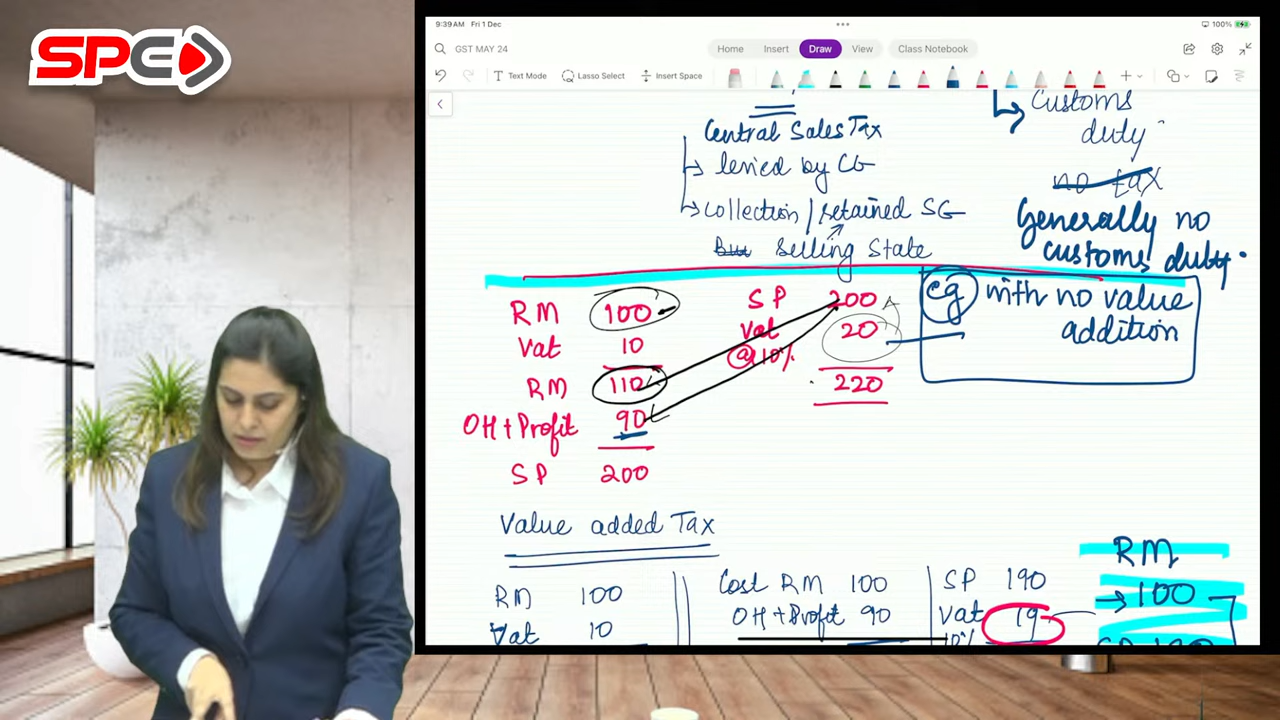 SPED
9:39 AM Fri 1 Dec
100%
GST MAY 24
Home Insert Draw View Class Notebook
Text Mode Lasso Select Insert Space
Central Sales Tax
levied by CG
collection / retained SG
But selling state
Customs
duty
no tax
Generally no
customs duty.
RM 100
Vat 10
RM 110
OH + Profit 90
SP 200
SP 200
Vat 20
@10%
220
eg with no value
addition
Value added Tax
RM 100
Vat 10
Cost RM 100
OH + Profit 90
SP 190
Vat 19
10%
RM
100